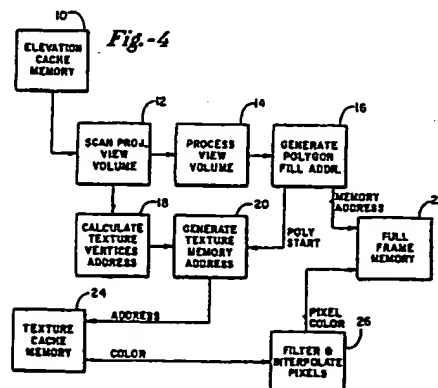 10
Fig.-4
ELEVATION
CACHE
MEMORY
12
14
16
SCAN PROJ.
VIEW
VOLUME
PROCESS
VIEW
VOLUME
GENERATE
POLYGON
FILL ADDR.
18
20
CALCULATE
TEXTURE
VERTICES
ADDRESS
GENERATE
TEXTURE
MEMORY
ADDRESS
POLY
START
MEMORY
ADDRESS
FULL
FRAME
MEMORY
24
TEXTURE
CACHE
MEMORY
ADDRESS
COLOR
PIXEL
COLOR
26
FILTER &
INTERPOLATE
PIXELS